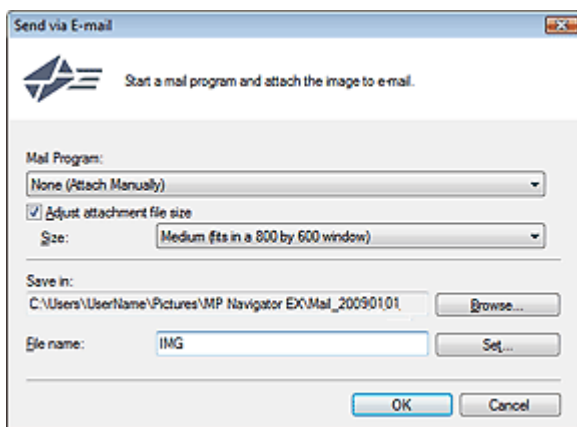 Send via E-mail
Start a mail program and attach the image to e-mail.
Mail Program:
None (Attach Manually)
Adjust attachment file size
Size: Medium (fits in a 800 by 600 window)
Save in:
C:\Users\UserName\Pictures\MP Navigator EX\Mail_20090101 Browse...
File name: IMG Set...
OK Cancel